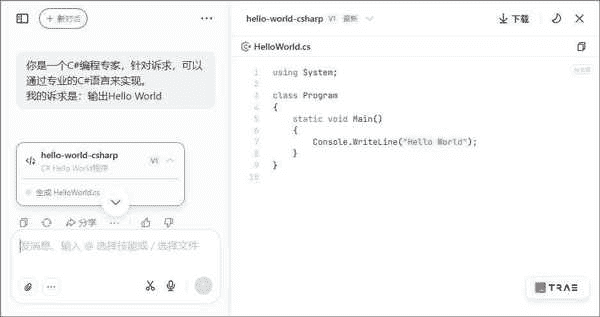 新对话
你是一个C#编程专家，针对诉求，可以
通过专业的C#语言来实现。
我的诉求是：输出Hello World
hello-world-csharp V1
C# Hello World程序
生成 HelloWorld.cs
分享
发消息、输入 @ 选择技能或 / 选择文件
hello-world-csharp V1 最新 下载
HelloWorld.cs
1 using System;
2
3 class Program
4 {
5 static void Main()
6 {
7 Console.WriteLine("Hello World");
8 }
9 }
10
TRAE